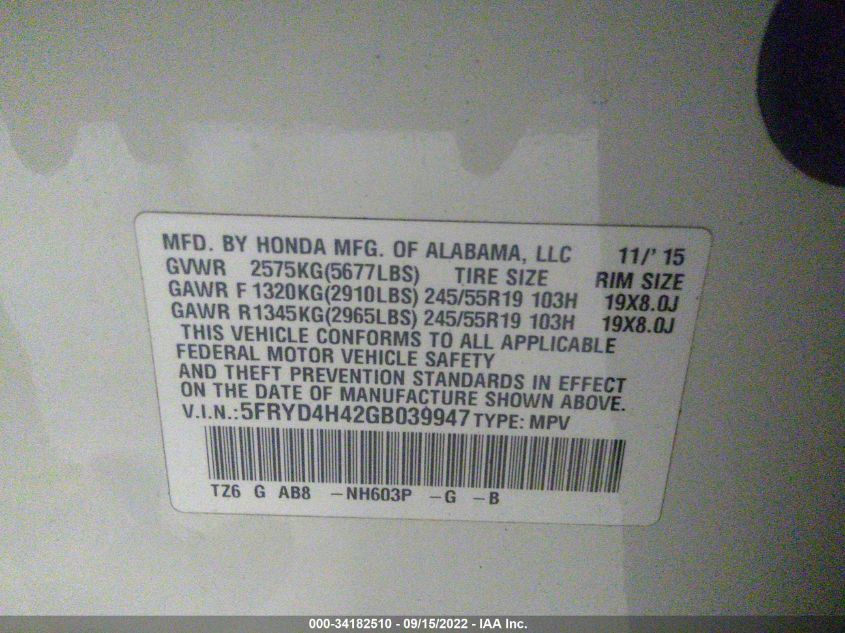 MFD. BY HONDA MFG. OF ALABAMA, LLC 11/' 15
GVWR 2575KG(5677LBS) TIRE SIZE RIM SIZE
GAWR F 1320KG(2910LBS) 245/55R19 103H 19X8.0J
GAWR R1345KG(2965LBS) 245/55R19 103H 19X8.0J
THIS VEHICLE CONFORMS TO ALL APPLICABLE
FEDERAL MOTOR VEHICLE SAFETY
AND THEFT PREVENTION STANDARDS IN EFFECT
ON THE DATE OF MANUFACTURE SHOWN ABOVE.
V.I.N.:5FRYD4H42GB039947 TYPE: MPV
TZ6 G AB8 -NH603P -G -B
000-34182510 - 09/15/2022 - IAA Inc.